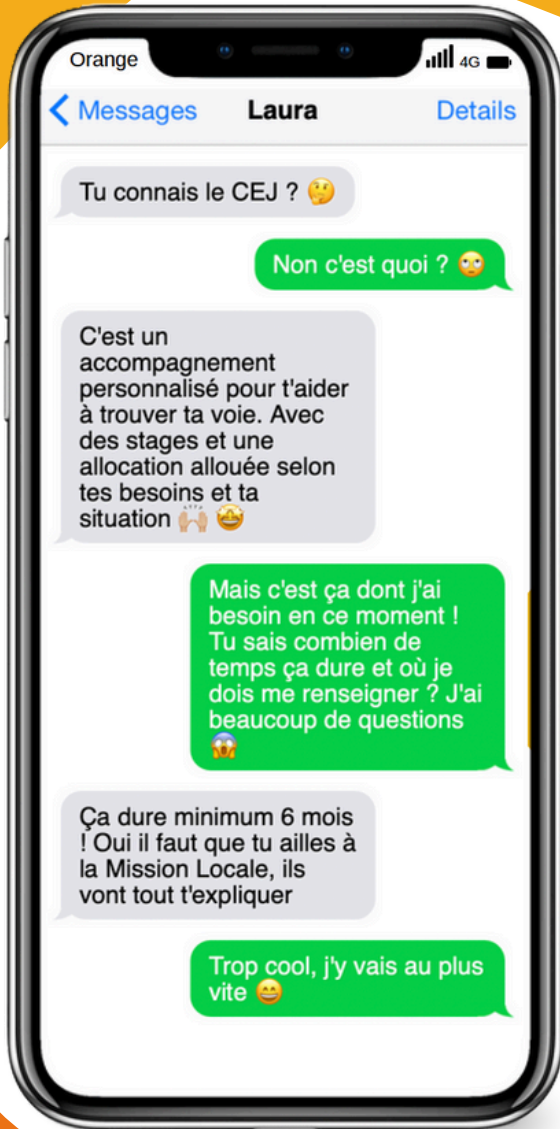 Orange
4G
Messages
Laura
Details
Tu connais le CEJ ? 🤔
Non c'est quoi ? 🙄
C'est un
accompagnement
personnalisé pour t'aider
à trouver ta voie. Avec
des stages et une
allocation allouée selon
tes besoins et ta
situation 🙌🏼 🤩
Mais c'est ça dont j'ai
besoin en ce moment !
Tu sais combien de
temps ça dure et où je
dois me renseigner ? J'ai
beaucoup de questions
😱
Ça dure minimum 6 mois
! Oui il faut que tu ailles à
la Mission Locale, ils
vont tout t'expliquer
Trop cool, j'y vais au plus
vite 😄